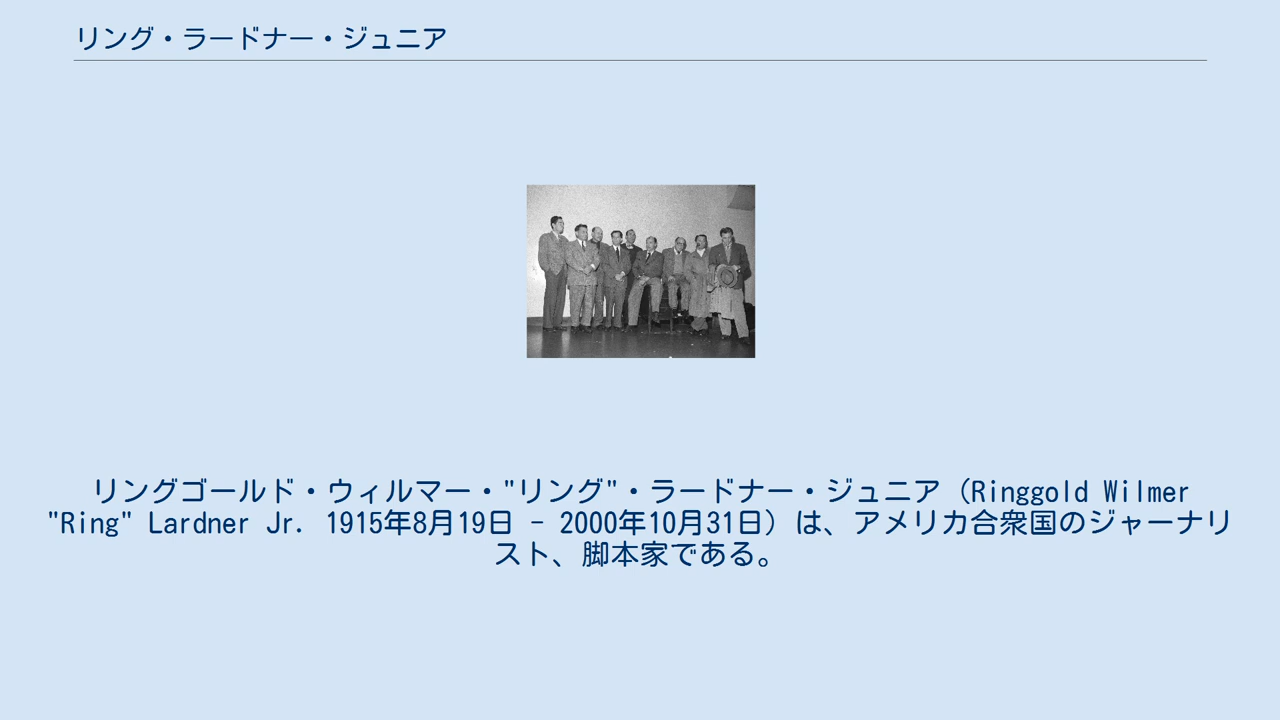 リング・ラードナー・ジュニア
リングゴールド・ウィルマー・"リング"・ラードナー・ジュニア（Ringgold Wilmer
"Ring" Lardner Jr. 1915年8月19日 - 2000年10月31日）は、アメリカ合衆国のジャーナリ
スト、脚本家である。